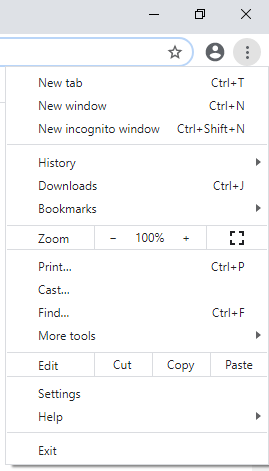 New tab Ctrl+T
New window Ctrl+N
New incognito window Ctrl+Shift+N
History
Downloads Ctrl+J
Bookmarks
Zoom − 100% +
Print... Ctrl+P
Cast...
Find... Ctrl+F
More tools
Edit Cut Copy Paste
Settings
Help
Exit